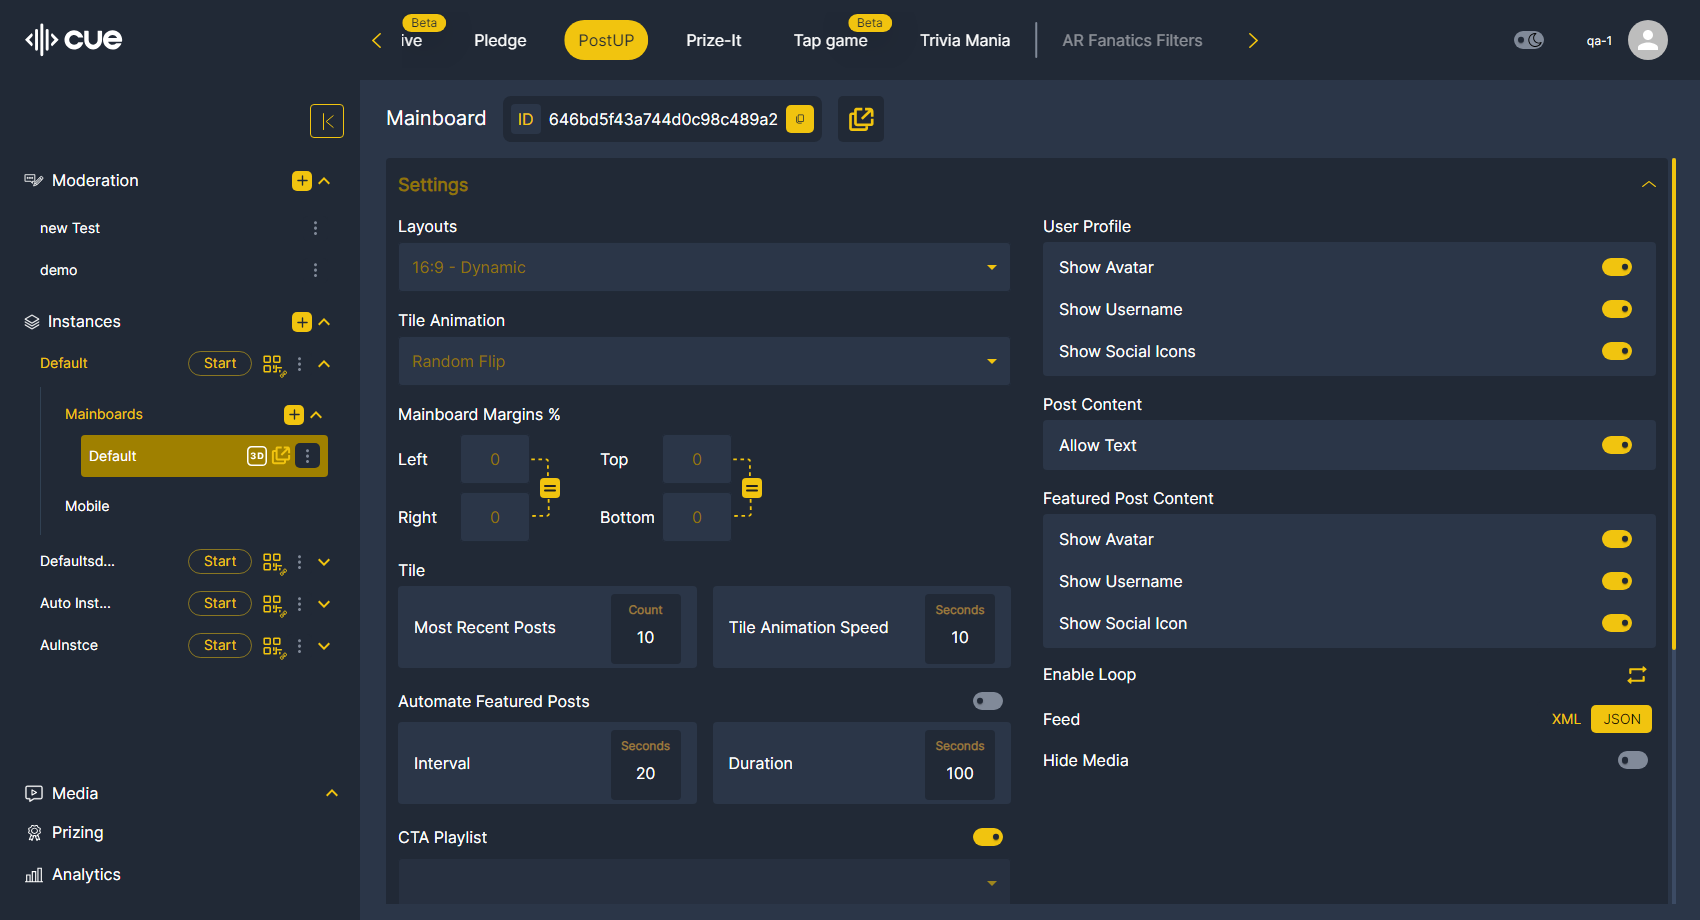 cue
Beta
ive
Pledge
PostUP
Prize-It
Beta
Tap game
Trivia Mania
AR Fanatics Filters
qa-1
Moderation
new Test
demo
Instances
Default
Start
Mainboards
Default
3D
Mobile
Defaultsd...
Start
Auto Inst...
Start
AuInstce
Start
Media
Prizing
Analytics
Mainboard
ID 646bd5f43a744d0c98c489a2
Settings
Layouts
16:9 - Dynamic
Tile Animation
Random Flip
Mainboard Margins %
Left 0
Top 0
Right 0
Bottom 0
Tile
Most Recent Posts
Count
10
Tile Animation Speed
Seconds
10
Automate Featured Posts
Interval
Seconds
20
Duration
Seconds
100
CTA Playlist
User Profile
Show Avatar
Show Username
Show Social Icons
Post Content
Allow Text
Featured Post Content
Show Avatar
Show Username
Show Social Icon
Enable Loop
Feed
XML
JSON
Hide Media